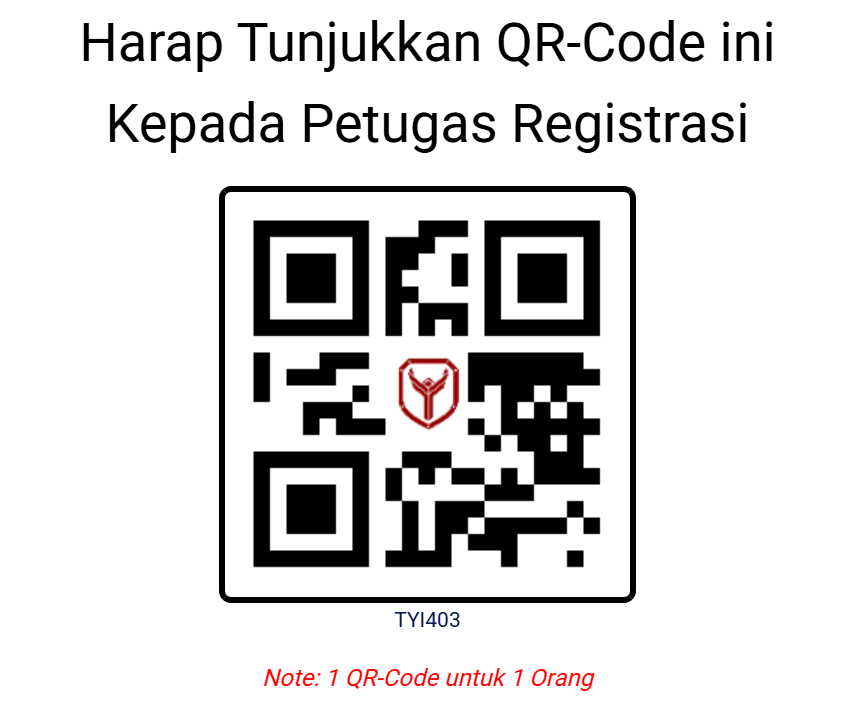 Harap Tunjukkan QR-Code ini
Kepada Petugas Registrasi
TYI403
Note: 1 QR-Code untuk 1 Orang